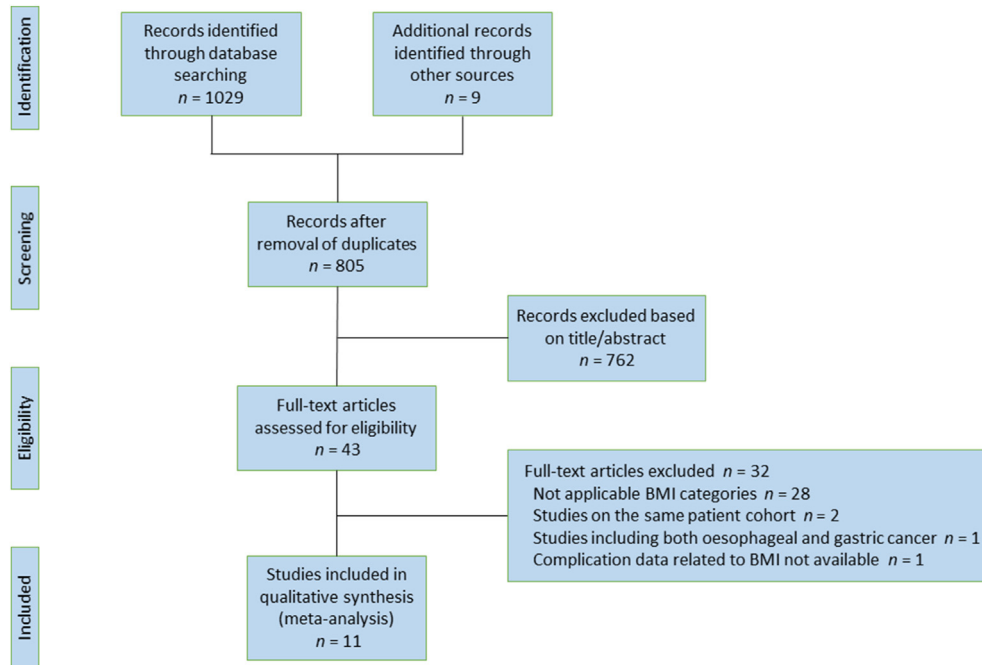 Identification
Records identified
through database
searching
n = 1029
Additional records
identified through
other sources
n = 9
Screening
Records after
removal of duplicates
n = 805
Records excluded based
on title/abstract
n = 762
Eligibility
Full-text articles
assessed for eligibility
n = 43
Full-text articles excluded n = 32
Not applicable BMI categories n = 28
Studies on the same patient cohort n = 2
Studies including both oesophageal and gastric cancer n = 1
Complication data related to BMI not available n = 1
Included
Studies included in
qualitative synthesis
(meta-analysis)
n = 11